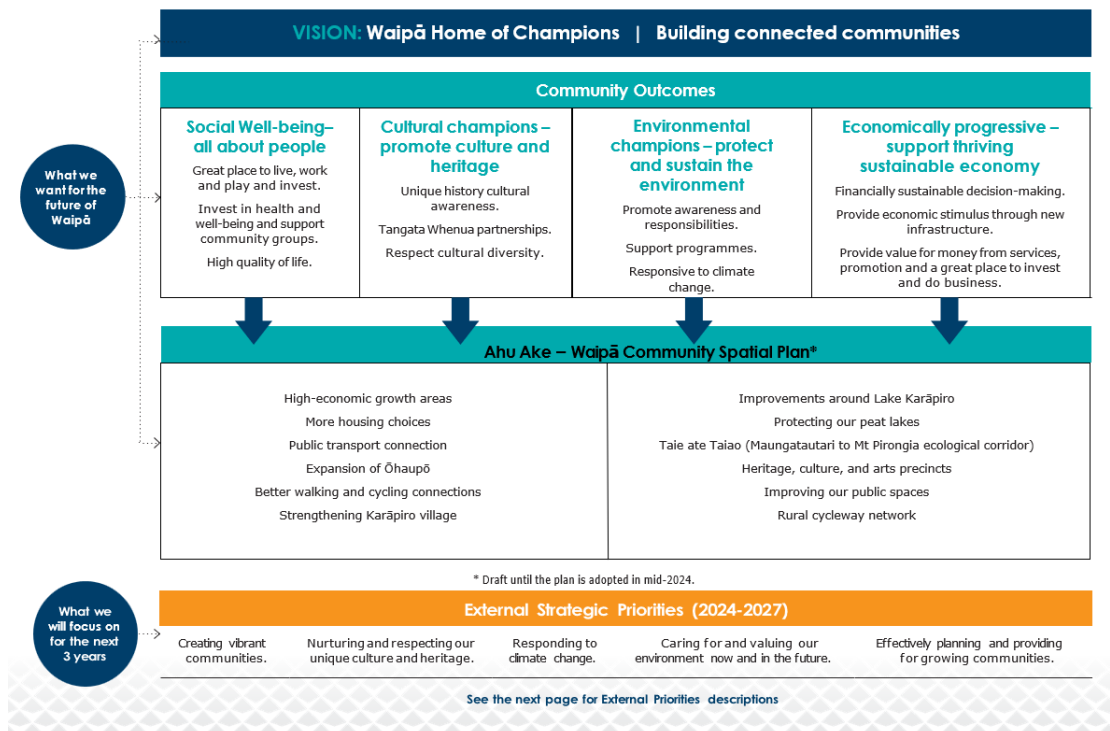 VISION: Waipā Home of Champions | Building connected communities
Community Outcomes
What we
want for the
future of
Waipā
Social Well-being–
all about people
Great place to live, work
and play and invest.
Invest in health and
well-being and support
community groups.
High quality of life.
Cultural champions –
promote culture and
heritage
Unique history cultural
awareness.
Tangata Whenua partnerships.
Respect cultural diversity.
Environmental
champions – protect
and sustain the
environment
Promote awareness and
responsibilities.
Support programmes.
Responsive to climate
change.
Economically progressive –
support thriving
sustainable economy
Financially sustainable decision-making.
Provide economic stimulus through new
infrastructure.
Provide value for money from services,
promotion and a great place to invest
and do business.
Ahu Ake – Waipā Community Spatial Plan*
High-economic growth areas
More housing choices
Public transport connection
Expansion of Ōhaupō
Better walking and cycling connections
Strengthening Karāpiro village
Improvements around Lake Karāpiro
Protecting our peat lakes
Taie ate Taiao (Maungatautari to Mt Pirongia ecological corridor)
Heritage, culture, and arts precincts
Improving our public spaces
Rural cycleway network
* Draft until the plan is adopted in mid-2024.
What we
will focus on
for the next
3 years
External Strategic Priorities (2024-2027)
Creating vibrant
communities.
Nurturing and respecting our
unique culture and heritage.
Responding to
climate change.
Caring for and valuing our
environment now and in the future.
Effectively planning and providing
for growing communities.
See the next page for External Priorities descriptions